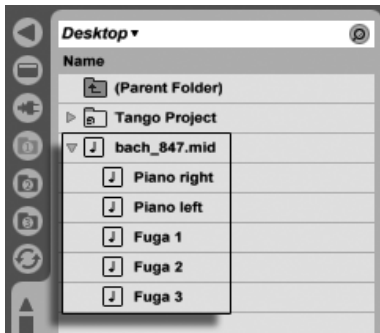 Desktop
Name
(Parent Folder)
Tango Project
bach_847.mid
Piano right
Piano left
Fuga 1
Fuga 2
Fuga 3